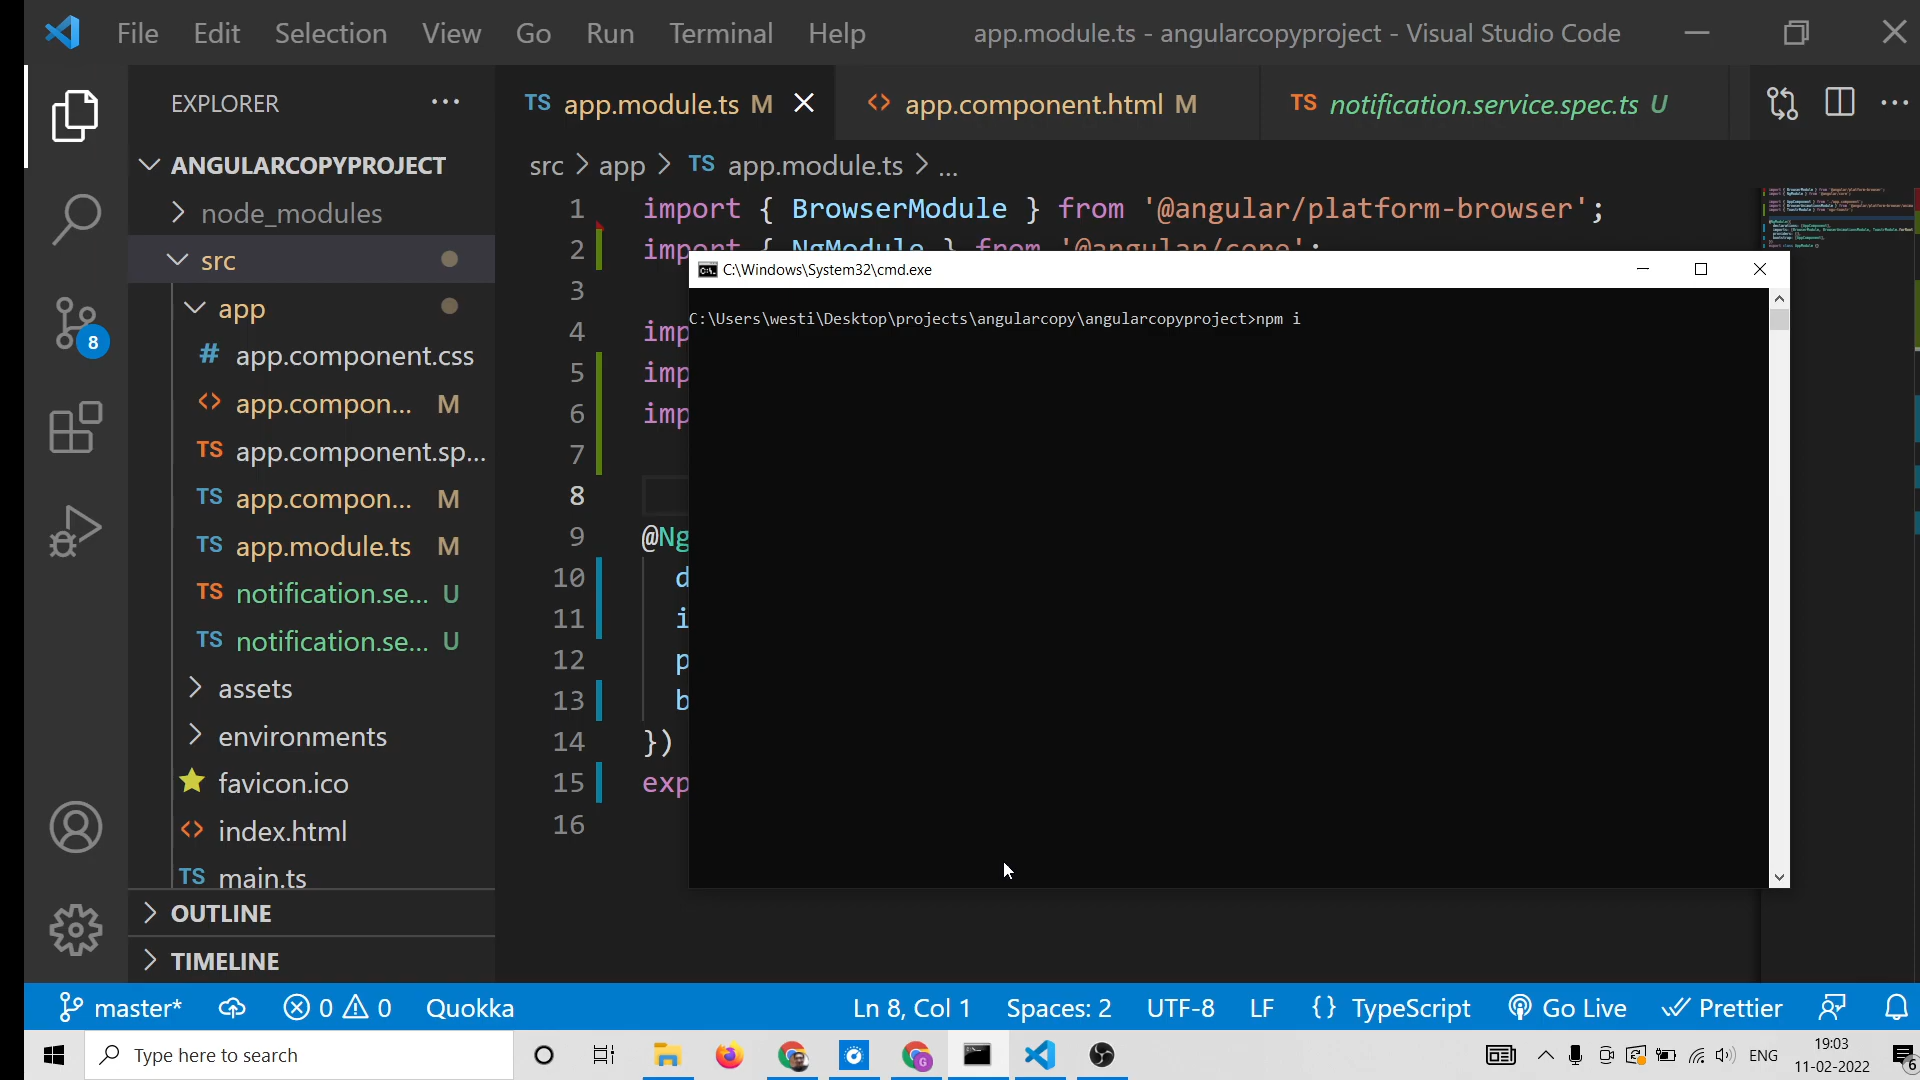 File Edit Selection View Go Run Terminal Help app.module.ts - angularcopyproject - Visual Studio Code
EXPLORER
TS app.module.ts M
<> app.component.html M
TS notification.service.spec.ts U
ANGULARCOPYPROJECT
src > app > TS app.module.ts > ...
node_modules
src
app
# app.component.css
<> app.compon... M
TS app.component.sp...
TS app.compon... M
TS app.module.ts M
TS notification.se... U
TS notification.se... U
assets
environments
favicon.ico
<> index.html
TS main.ts
OUTLINE
TIMELINE
8
1 import { BrowserModule } from '@angular/platform-browser';
2 import { NgModule } from '@angular/core';
3
4 imp
5 imp
6 imp
7
8
9 @Ng
10 d
11 i
12 p
13 b
14 })
15 exp
16
C:\Windows\System32\cmd.exe
C:\Users\westi\Desktop\projects\angularcopy\angularcopyproject>npm i
master* 0 0 Quokka Ln 8, Col 1 Spaces: 2 UTF-8 LF {} TypeScript Go Live Prettier
Type here to search
ENG
19:03
11-02-2022
6